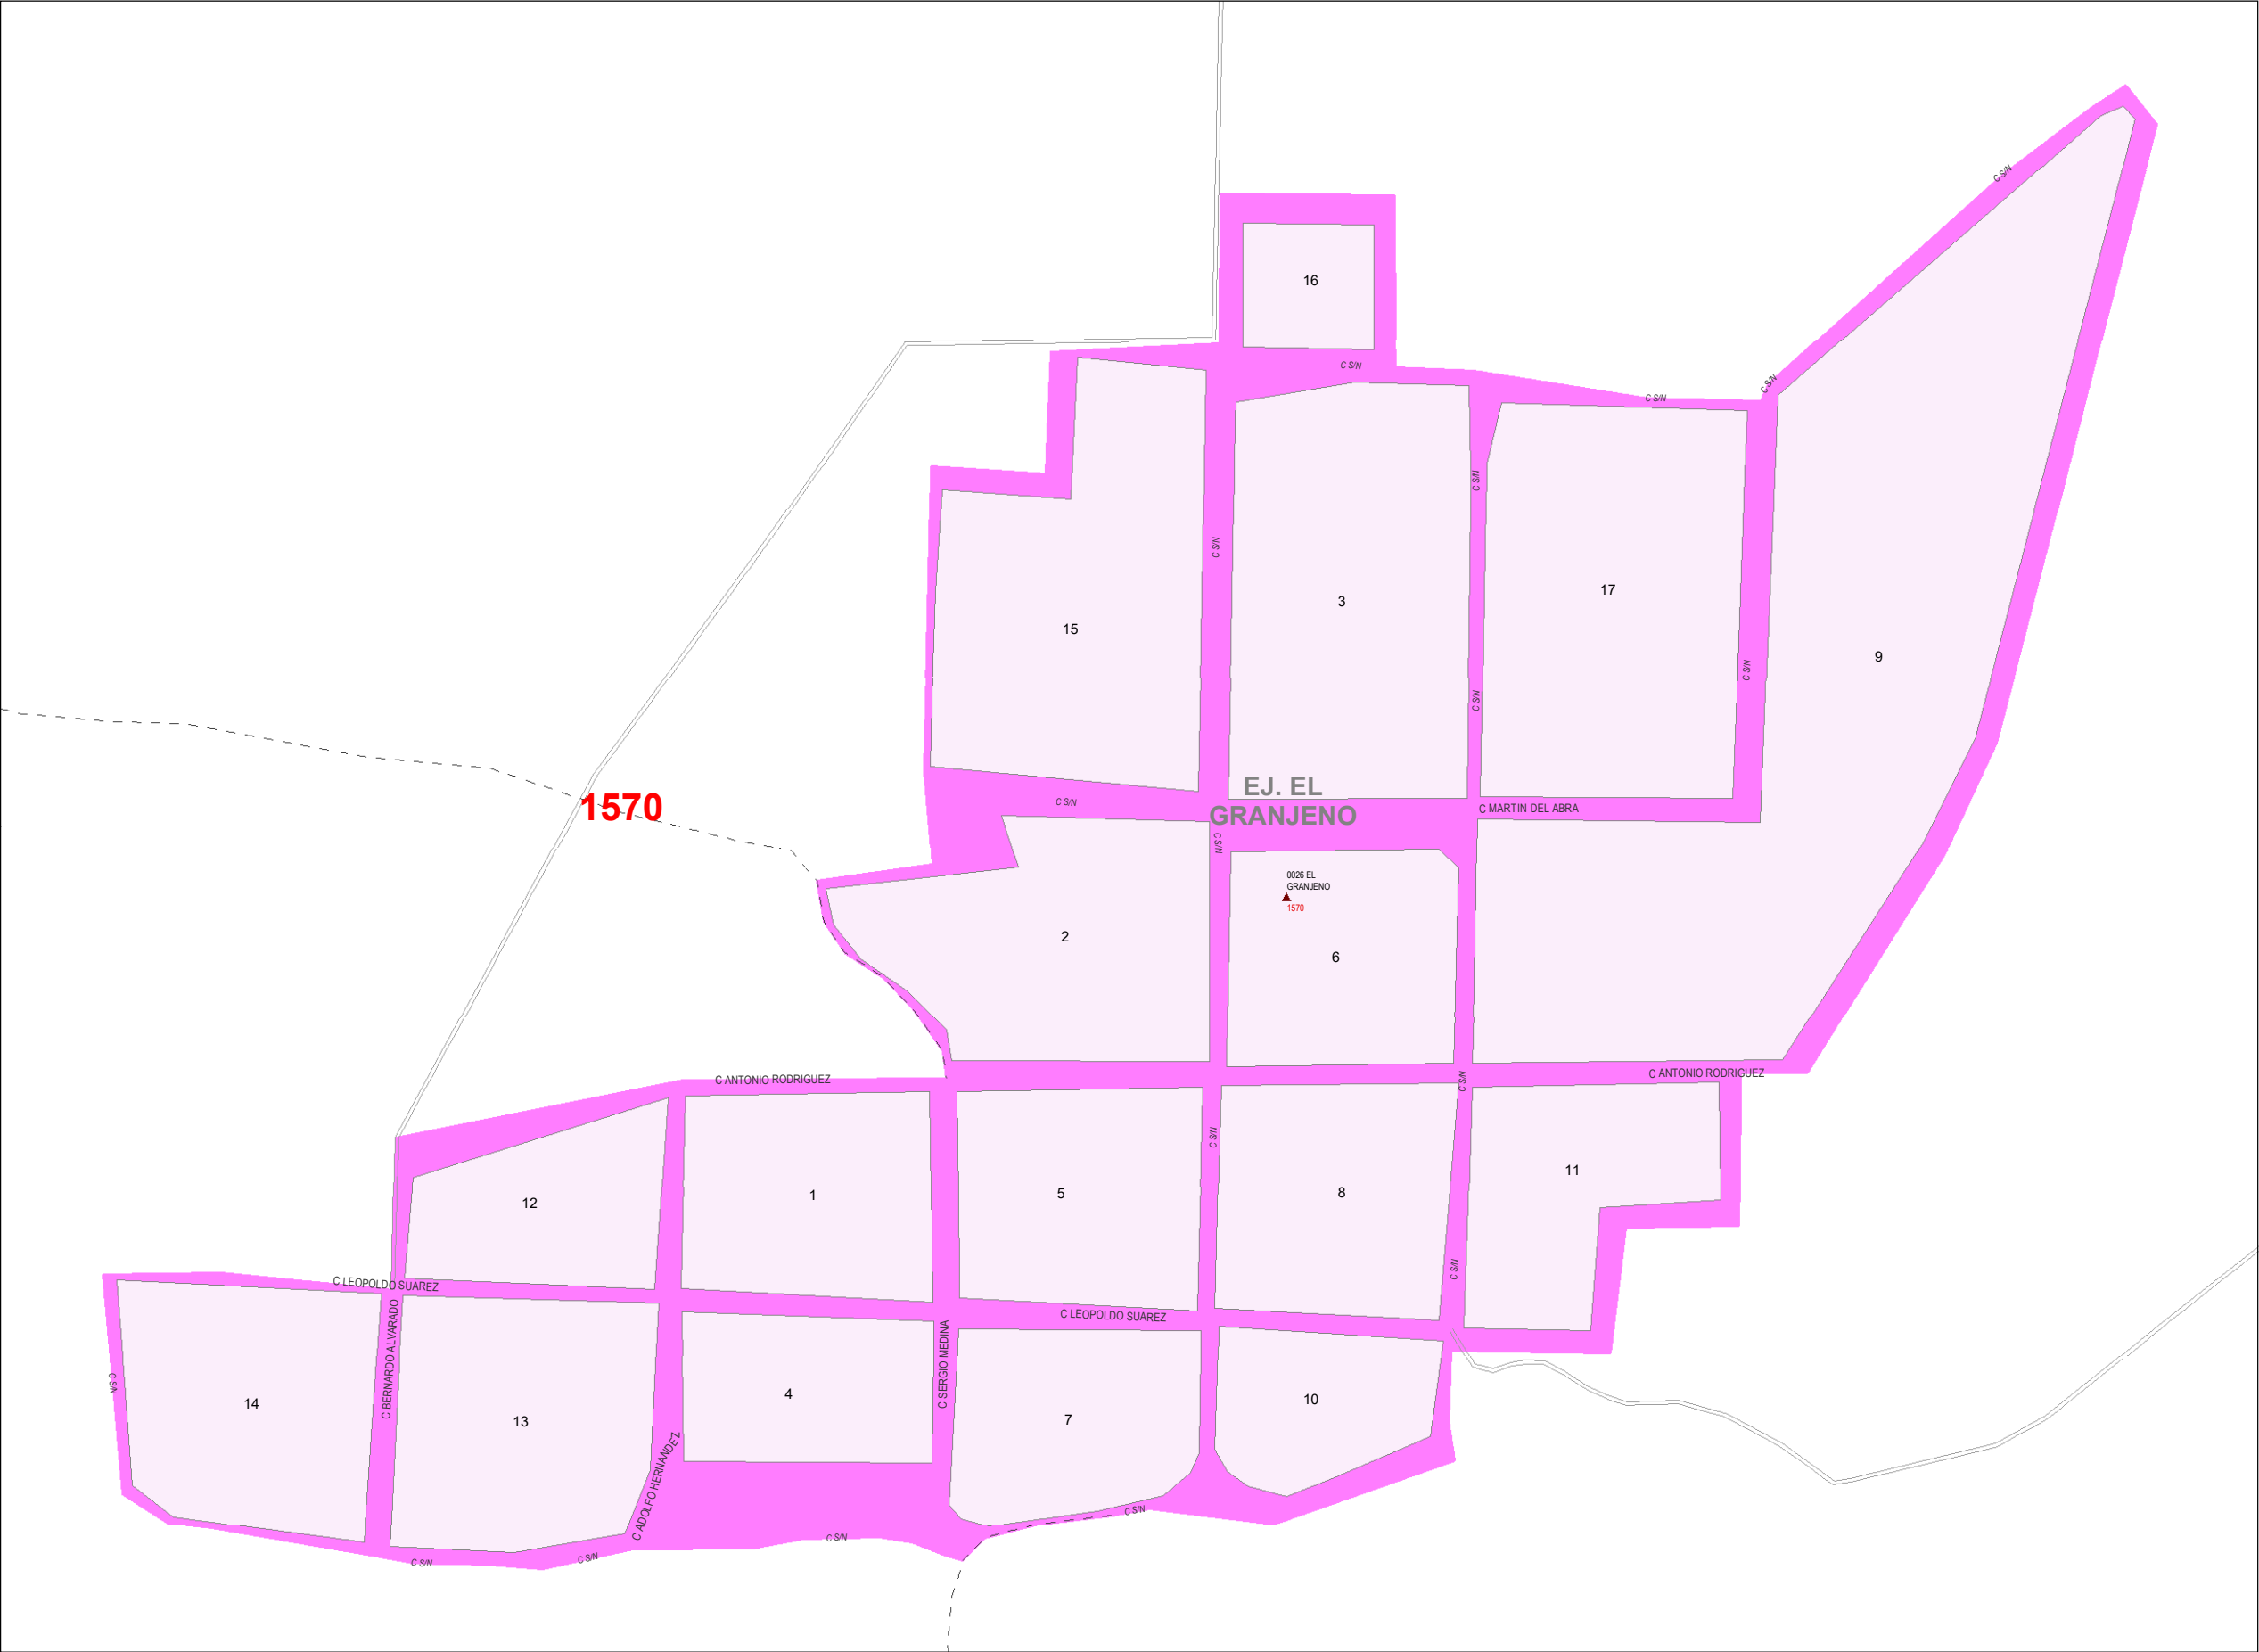 C S/N
16
C S/N
C S/N
C S/N
C S/N
C S/N
17
3
15
9
C S/N
C S/N
EJ. EL
GRANJENO
1570
C S/N
C MARTIN DEL ABRA
C S/N
0026 EL
GRANJENO
1570
2
6
C ANTONIO RODRIGUEZ
C ANTONIO RODRIGUEZ
C S/N
C S/N
12
1
5
8
11
C S/N
C LEOPOLDO SUAREZ
C LEOPOLDO SUAREZ
C BERNARDO ALVARADO
C SERGIO MEDINA
C S/N
14
13
4
7
10
C ADOLFO HERNANDEZ
C S/N
C S/N
C S/N
C S/N